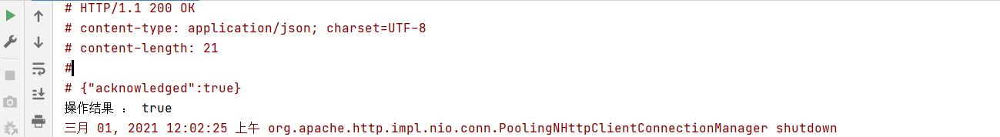 # HTTP/1.1 200 OK
# content-type: application/json; charset=UTF-8
# content-length: 21
#
# {"acknowledged":true}
操作结果 ： true
三月 01, 2021 12:02:25 上午 org.apache.http.impl.nio.conn.PoolingNHttpClientConnectionManager shutdown